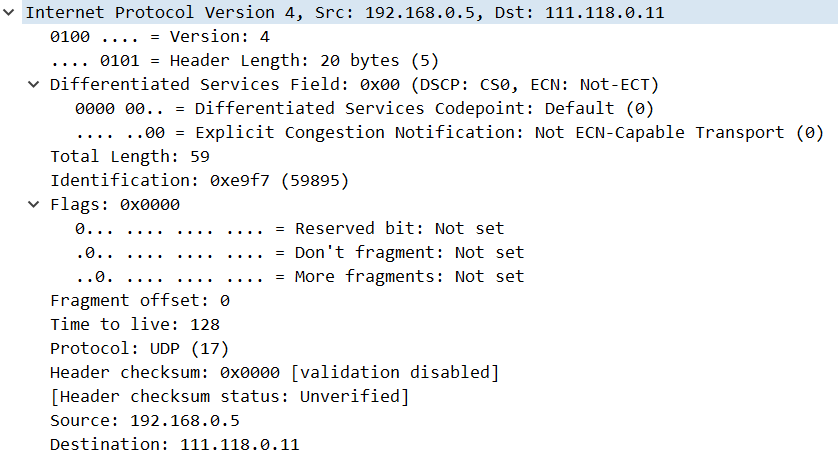 Internet Protocol Version 4, Src: 192.168.0.5, Dst: 111.118.0.11
0100 .... = Version: 4
.... 0101 = Header Length: 20 bytes (5)
Differentiated Services Field: 0x00 (DSCP: CS0, ECN: Not-ECT)
0000 00.. = Differentiated Services Codepoint: Default (0)
.... ..00 = Explicit Congestion Notification: Not ECN-Capable Transport (0)
Total Length: 59
Identification: 0xe9f7 (59895)
Flags: 0x0000
0... .... .... .... = Reserved bit: Not set
.0.. .... .... .... = Don't fragment: Not set
..0. .... .... .... = More fragments: Not set
Fragment offset: 0
Time to live: 128
Protocol: UDP (17)
Header checksum: 0x0000 [validation disabled]
[Header checksum status: Unverified]
Source: 192.168.0.5
Destination: 111.118.0.11